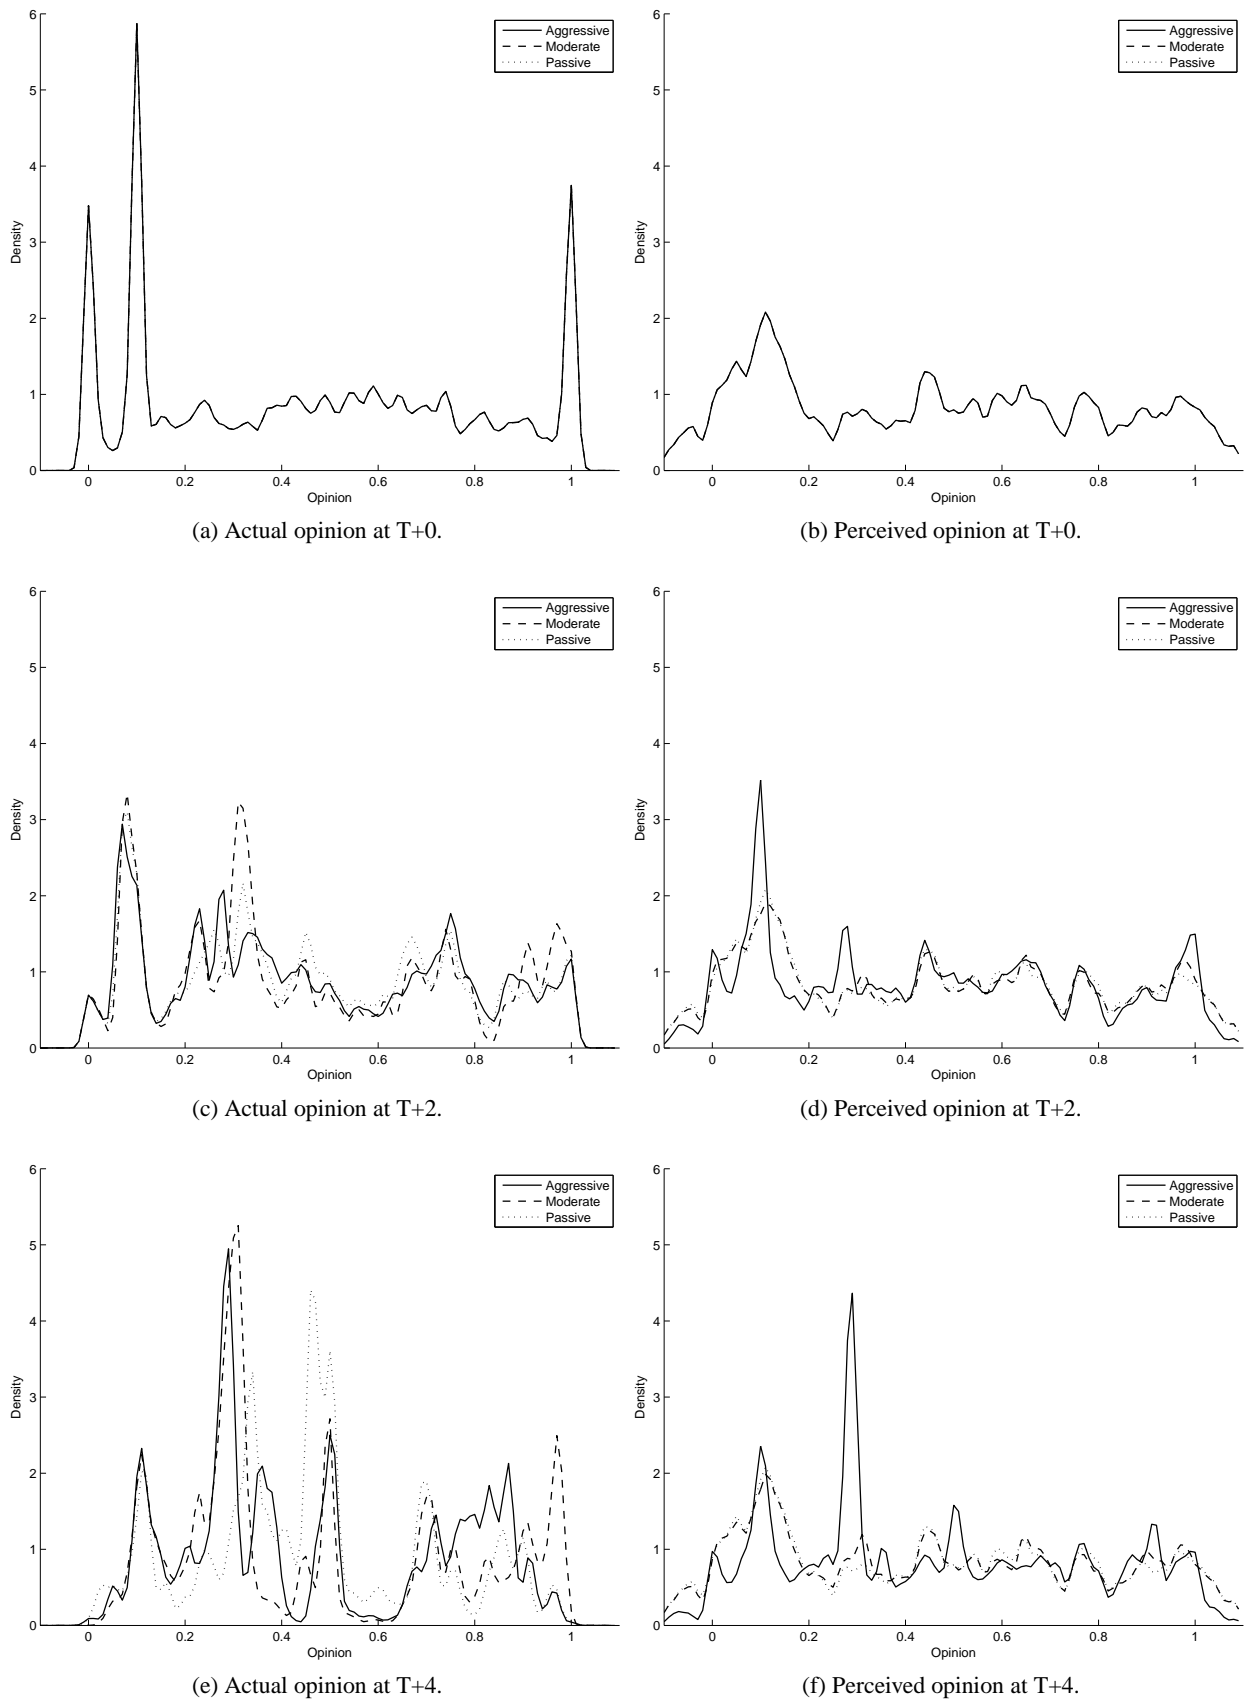 6
5
4
3
2
1
0
Density
0 0.2 0.4 0.6 0.8 1
Opinion
Aggressive
Moderate
Passive
(a) Actual opinion at T+0.
6
5
4
3
2
1
0
Density
0 0.2 0.4 0.6 0.8 1
Opinion
Aggressive
Moderate
Passive
(b) Perceived opinion at T+0.
6
5
4
3
2
1
0
Density
0 0.2 0.4 0.6 0.8 1
Opinion
Aggressive
Moderate
Passive
(c) Actual opinion at T+2.
6
5
4
3
2
1
0
Density
0 0.2 0.4 0.6 0.8 1
Opinion
Aggressive
Moderate
Passive
(d) Perceived opinion at T+2.
6
5
4
3
2
1
0
Density
0 0.2 0.4 0.6 0.8 1
Opinion
Aggressive
Moderate
Passive
(e) Actual opinion at T+4.
6
5
4
3
2
1
0
Density
0 0.2 0.4 0.6 0.8 1
Opinion
Aggressive
Moderate
Passive
(f) Perceived opinion at T+4.